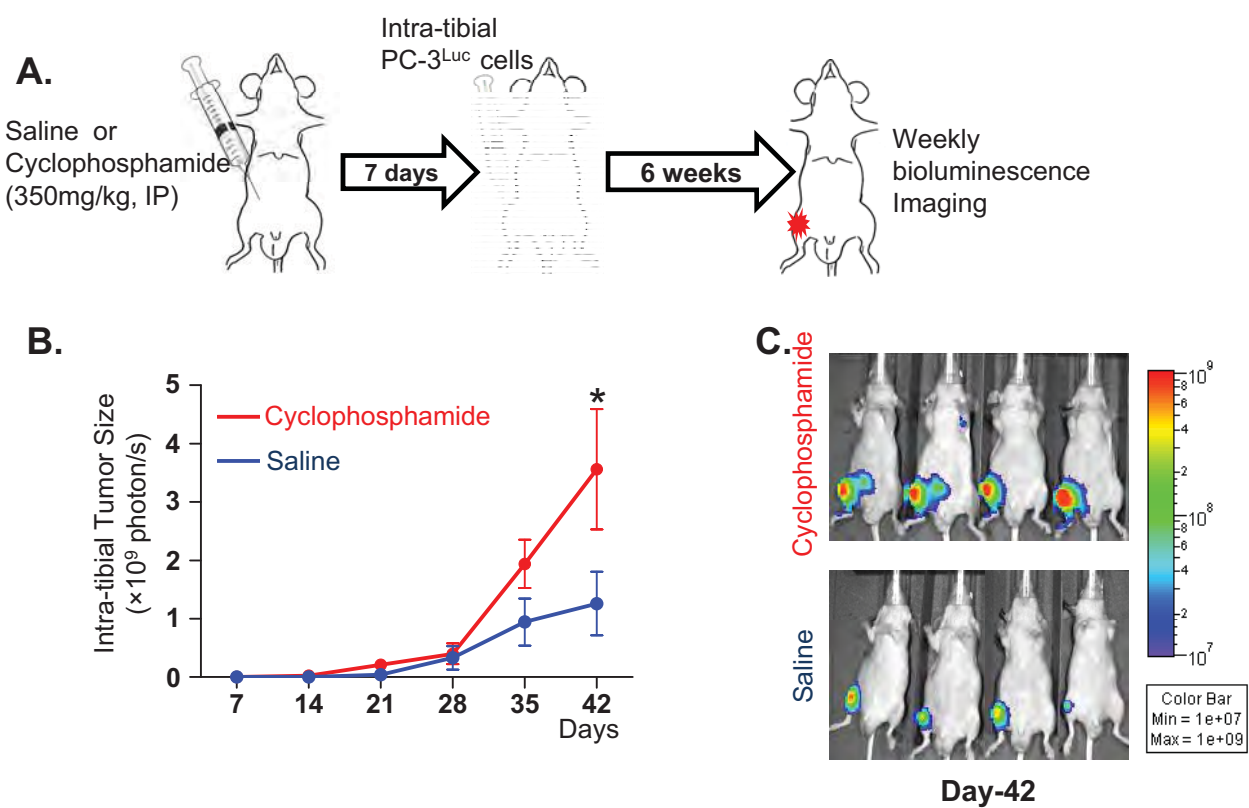 A.
Saline or
Cyclophosphamide
(350mg/kg, IP)
7 days
Intra-tibial
PC-3Luc cells
6 weeks
Weekly
bioluminescence
Imaging
B.
Intra-tibial Tumor Size
(×10⁹ photon/s)
5
4
3
2
1
0
Cyclophosphamide
Saline
*
7 14 21 28 35 42
Days
C.
Cyclophosphamide
Saline
Day-42
10⁹
8
6
4
2
10⁸
8
6
4
2
10⁷
Color Bar
Min = 1e+07
Max = 1e+09